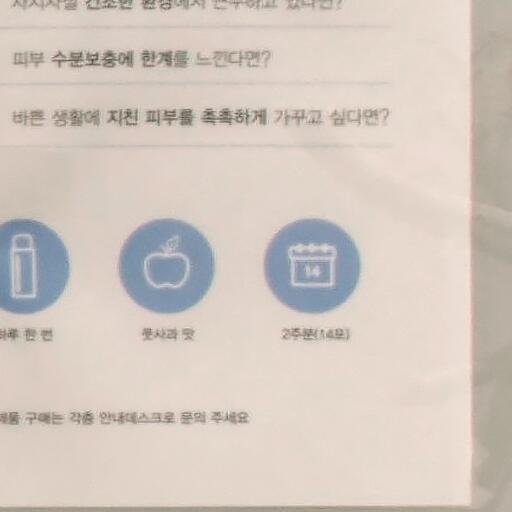 건조한 환경에서 근무하고 있다면?
피부 수분보충에 한계를 느낀다면?
바쁜 생활에 지친 피부를 촉촉하게 가꾸고 싶다면?
14
하루 한 번
풋사과 맛
2주분(14포)
제품 구매는 각층 안내데스크로 문의 주세요